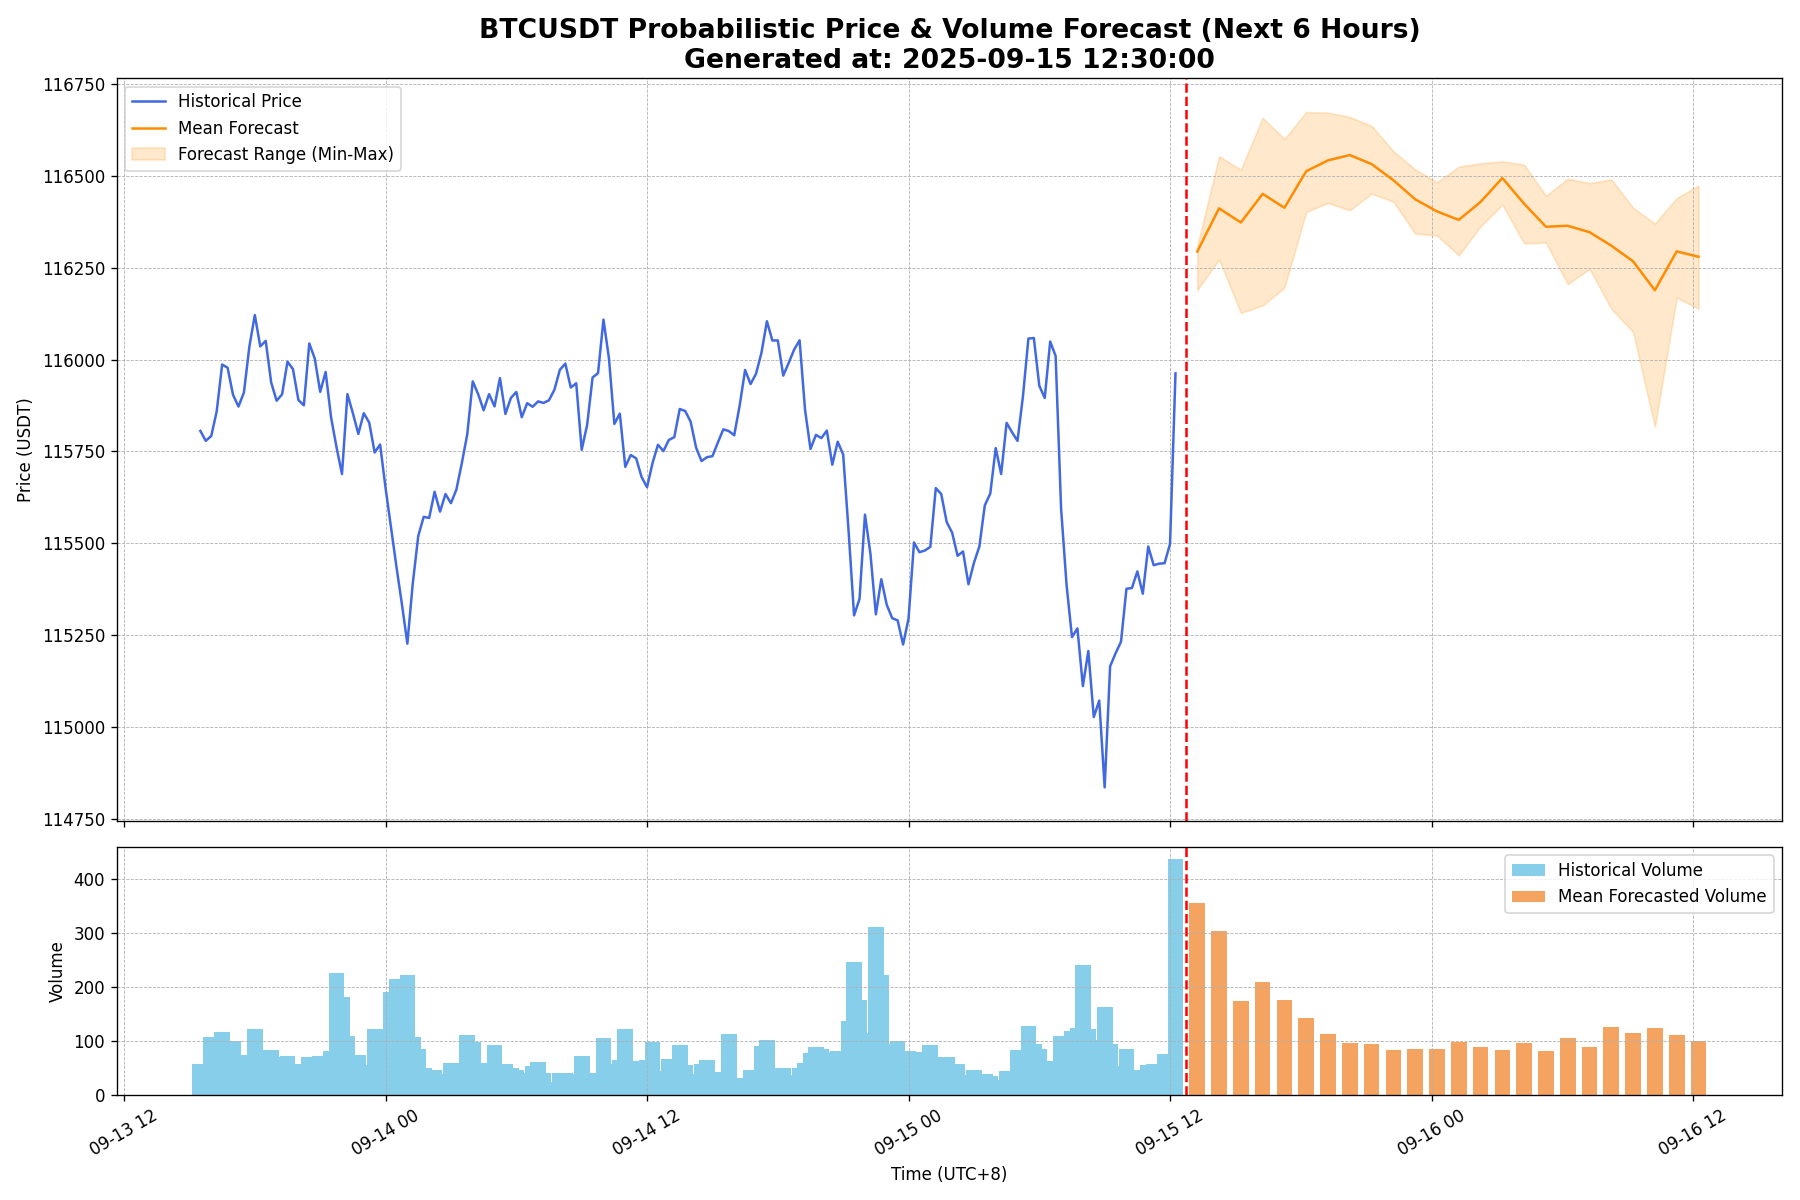 BTCUSDT Probabilistic Price & Volume Forecast (Next 6 Hours)
Generated at: 2025-09-15 12:30:00
Historical Price
Mean Forecast
Forecast Range (Min-Max)
Price (USDT)
116750
116500
116250
116000
115750
115500
115250
115000
114750
Historical Volume
Mean Forecasted Volume
Volume
400
300
200
100
0
09-13 12
09-14 00
09-14 12
09-15 00
09-15 12
09-16 00
09-16 12
Time (UTC+8)